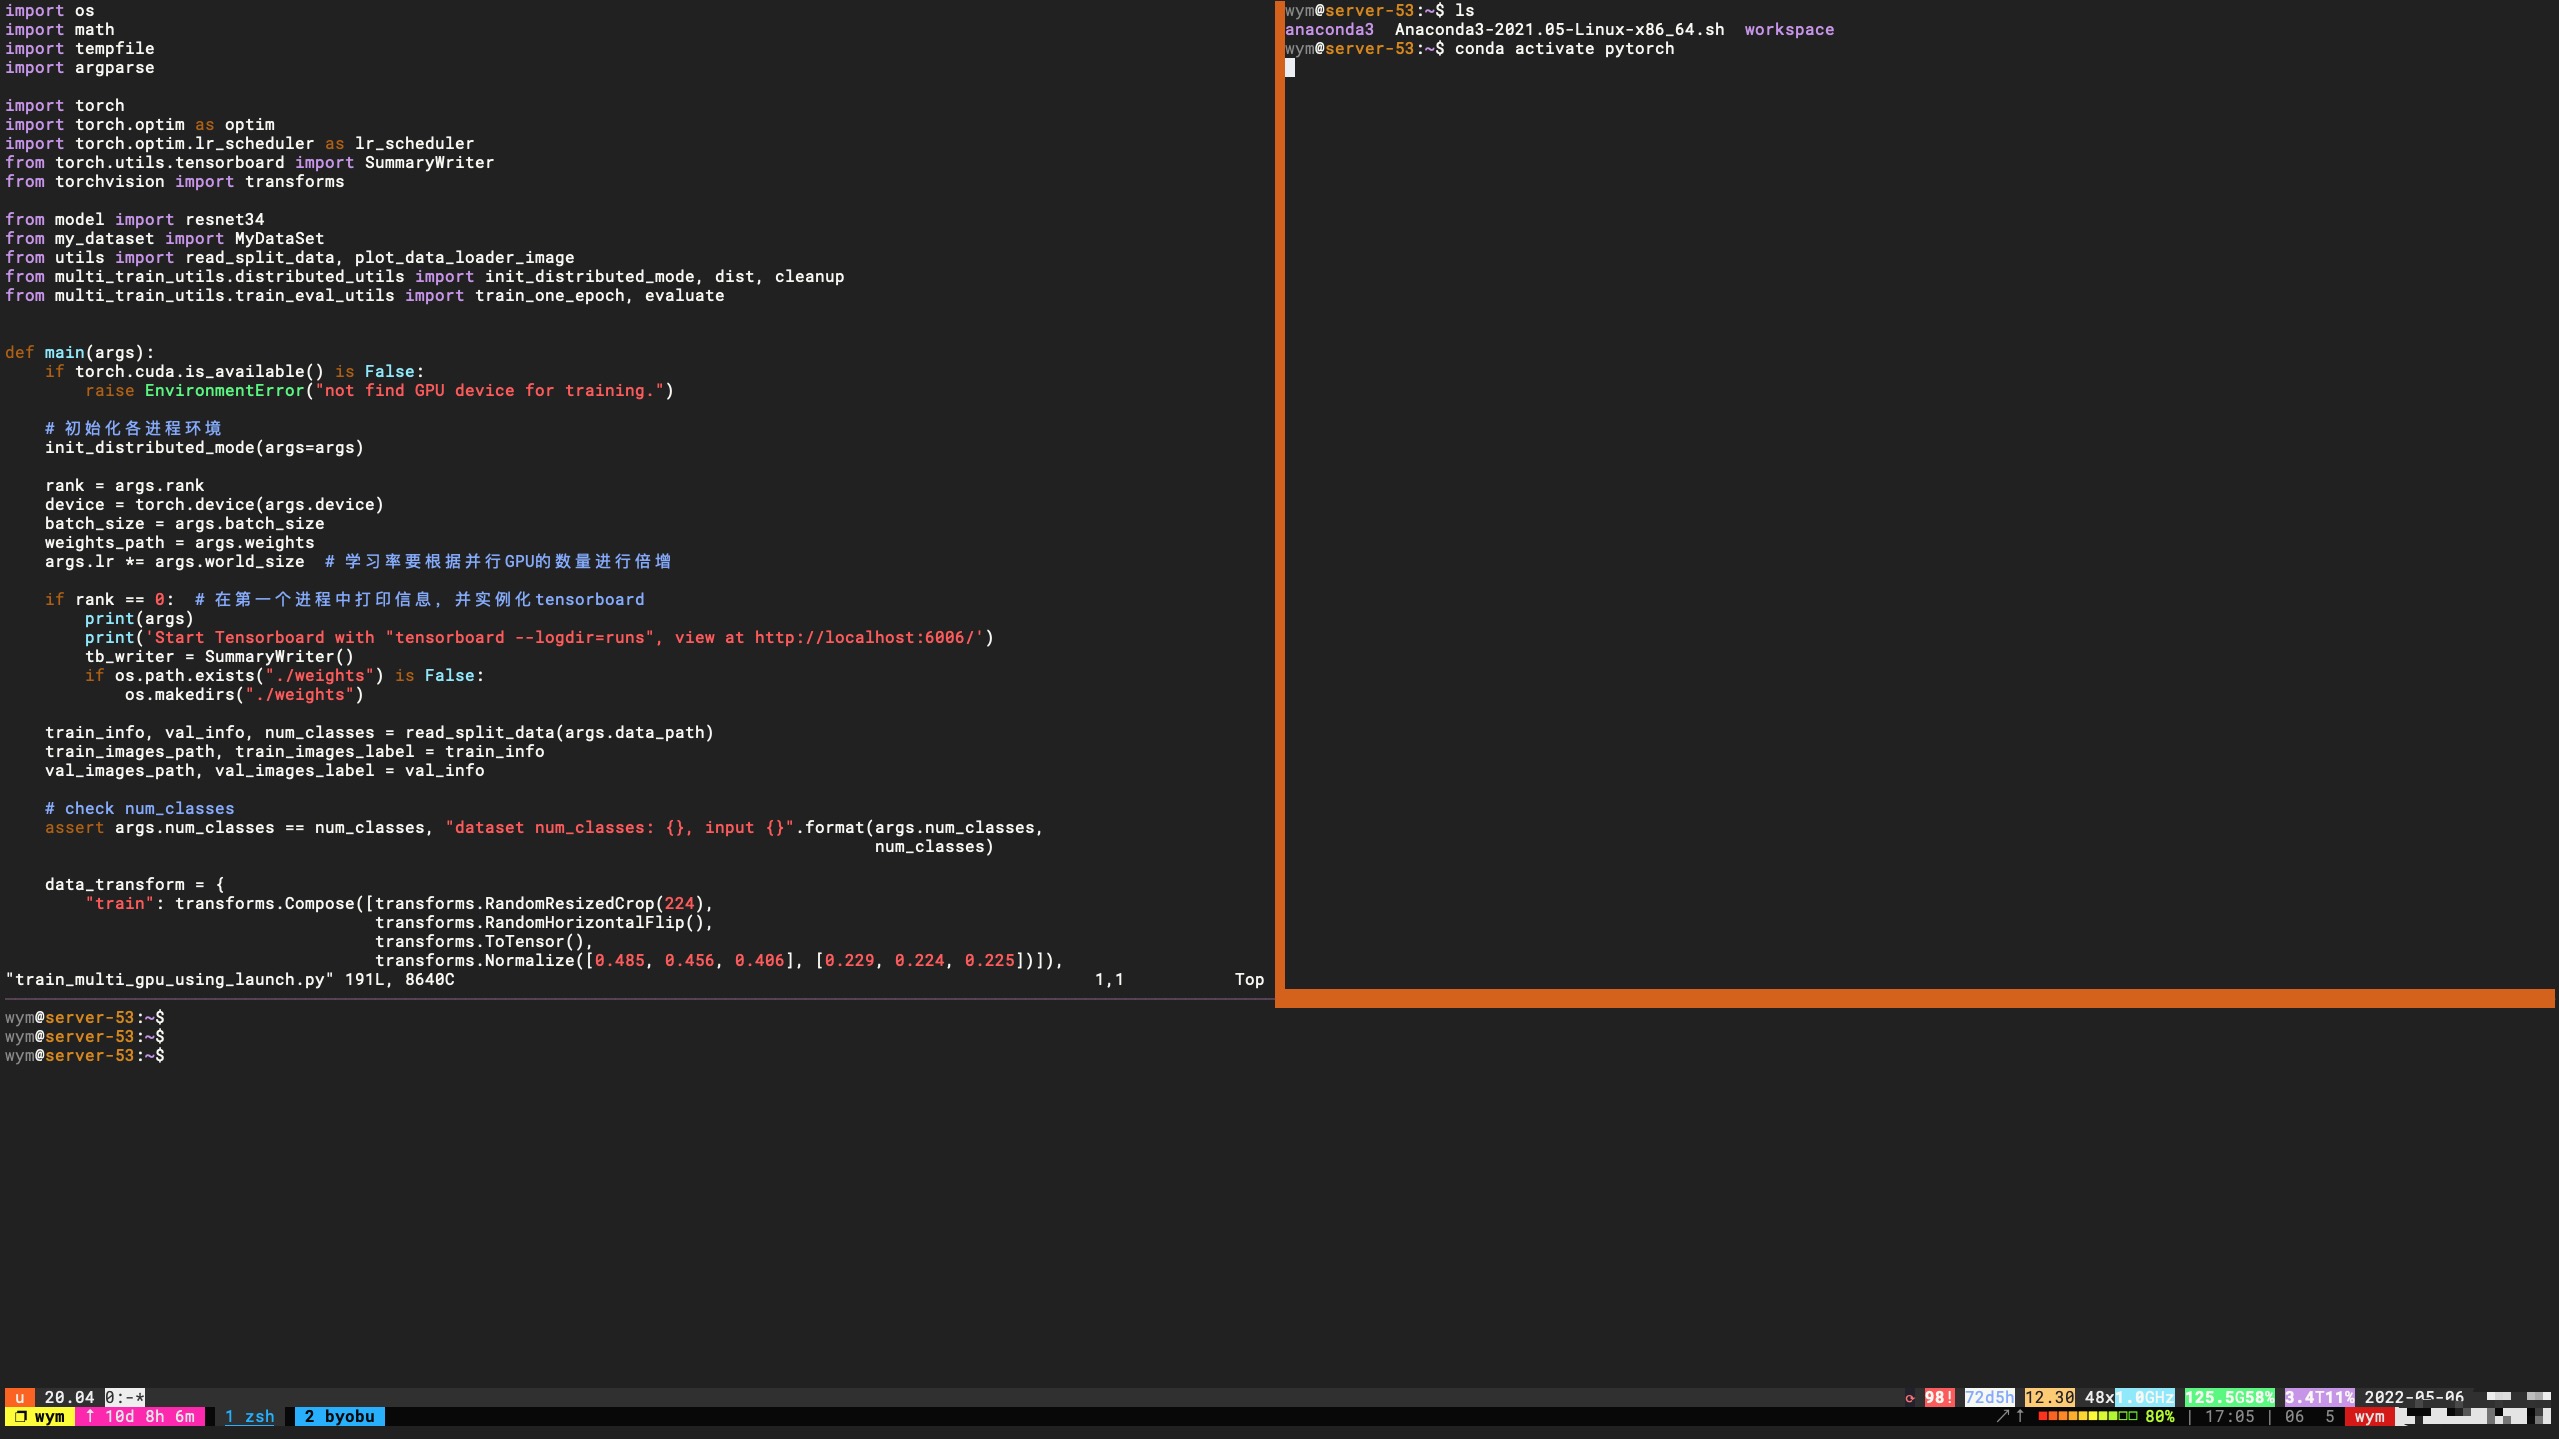 import os
import math
import tempfile
import argparse
import torch
import torch.optim as optim
import torch.optim.lr_scheduler as lr_scheduler
from torch.utils.tensorboard import SummaryWriter
from torchvision import transforms
from model import resnet34
from my_dataset import MyDataSet
from utils import read_split_data, plot_data_loader_image
from multi_train_utils.distributed_utils import init_distributed_mode, dist, cleanup
from multi_train_utils.train_eval_utils import train_one_epoch, evaluate
def main(args):
    if torch.cuda.is_available() is False:
        raise EnvironmentError("not find GPU device for training.")
    # 初始化各进程环境
    init_distributed_mode(args=args)
    rank = args.rank
    device = torch.device(args.device)
    batch_size = args.batch_size
    weights_path = args.weights
    args.lr *= args.world_size  # 学习率要根据并行GPU的数量进行倍增
    if rank == 0:  # 在第一个进程中打印信息，并实例化tensorboard
        print(args)
        print('Start Tensorboard with "tensorboard --logdir=runs", view at http://localhost:6006/')
        tb_writer = SummaryWriter()
        if os.path.exists("./weights") is False:
            os.makedirs("./weights")
    train_info, val_info, num_classes = read_split_data(args.data_path)
    train_images_path, train_images_label = train_info
    val_images_path, val_images_label = val_info
    # check num_classes
    assert args.num_classes == num_classes, "dataset num_classes: {}, input {}".format(args.num_classes,
                                                                                       num_classes)
    data_transform = {
        "train": transforms.Compose([transforms.RandomResizedCrop(224),
                                     transforms.RandomHorizontalFlip(),
                                     transforms.ToTensor(),
                                     transforms.Normalize([0.485, 0.456, 0.406], [0.229, 0.224, 0.225])]),
"train_multi_gpu_using_launch.py" 191L, 8640C 1,1 Top
wym@server-53:~$ ls
anaconda3  Anaconda3-2021.05-Linux-x86_64.sh  workspace
wym@server-53:~$ conda activate pytorch
wym@server-53:~$
wym@server-53:~$
wym@server-53:~$
u 20.04 0:-* 98! 72d5h 12.30 48x1.0GHz 125.5G58% 3.4T11% 2022-05-06
wym ↑ 10d 8h 6m 1 zsh 2 byobu ↗↑ 80% | 17:05 | 06 5 wym